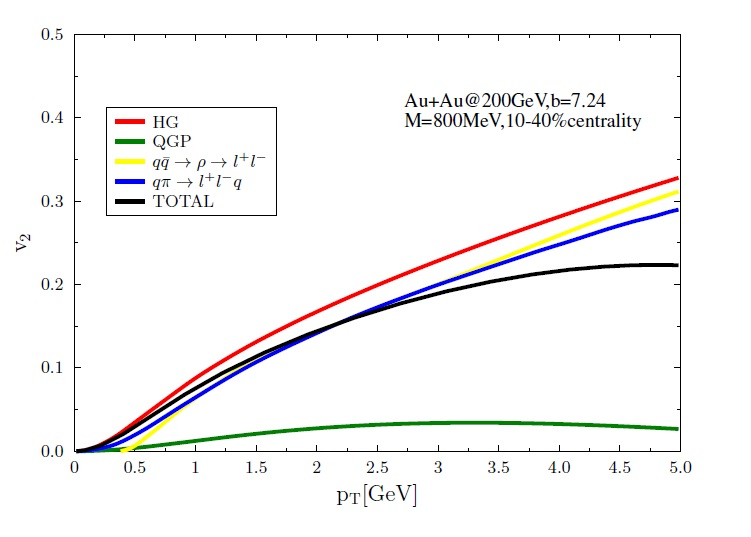 0.5
Au+Au@200GeV,b=7.24
M=800MeV,10-40%centrality
0.4
HG
QGP
qq̄ → ρ → l⁺l⁻
qπ → l⁺l⁻q
TOTAL
0.3
v₂
0.2
0.1
0.0
0 0.5 1 1.5 2 2.5 3 3.5 4.0 4.5 5.0
p_T[GeV]